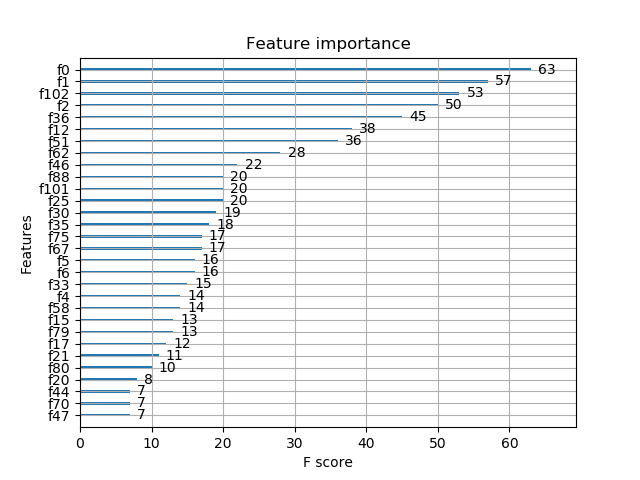 Feature importance
f0 63
f1 57
f102 53
f2 50
f36 45
f12 38
f51 36
f62 28
f46 22
f88 20
f101 20
f25 20
f30 19
f35 18
f75 17
f67 17
f5 16
f6 16
f33 15
f4 14
f58 14
f15 13
f79 13
f17 12
f21 11
f80 10
f20 8
f44 7
f70 7
f47 7
Features
0 10 20 30 40 50 60
F score